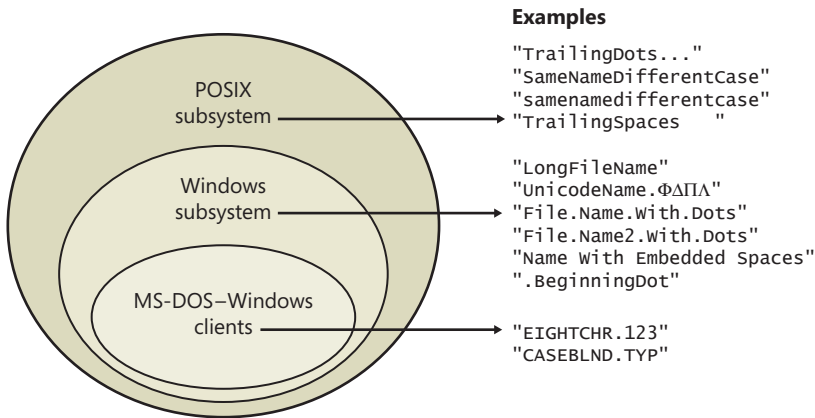 Examples
"TrailingDots..."
"SameNameDifferentCase"
"samenamedifferentcase"
"TrailingSpaces   "
POSIX
subsystem
"LongFileName"
"UnicodeName.ΦΔΠΛ"
"File.Name.With.Dots"
"File.Name2.With.Dots"
"Name With Embedded Spaces"
".BeginningDot"
Windows
subsystem
MS-DOS–Windows
clients
"EIGHTCHR.123"
"CASEBLND.TYP"